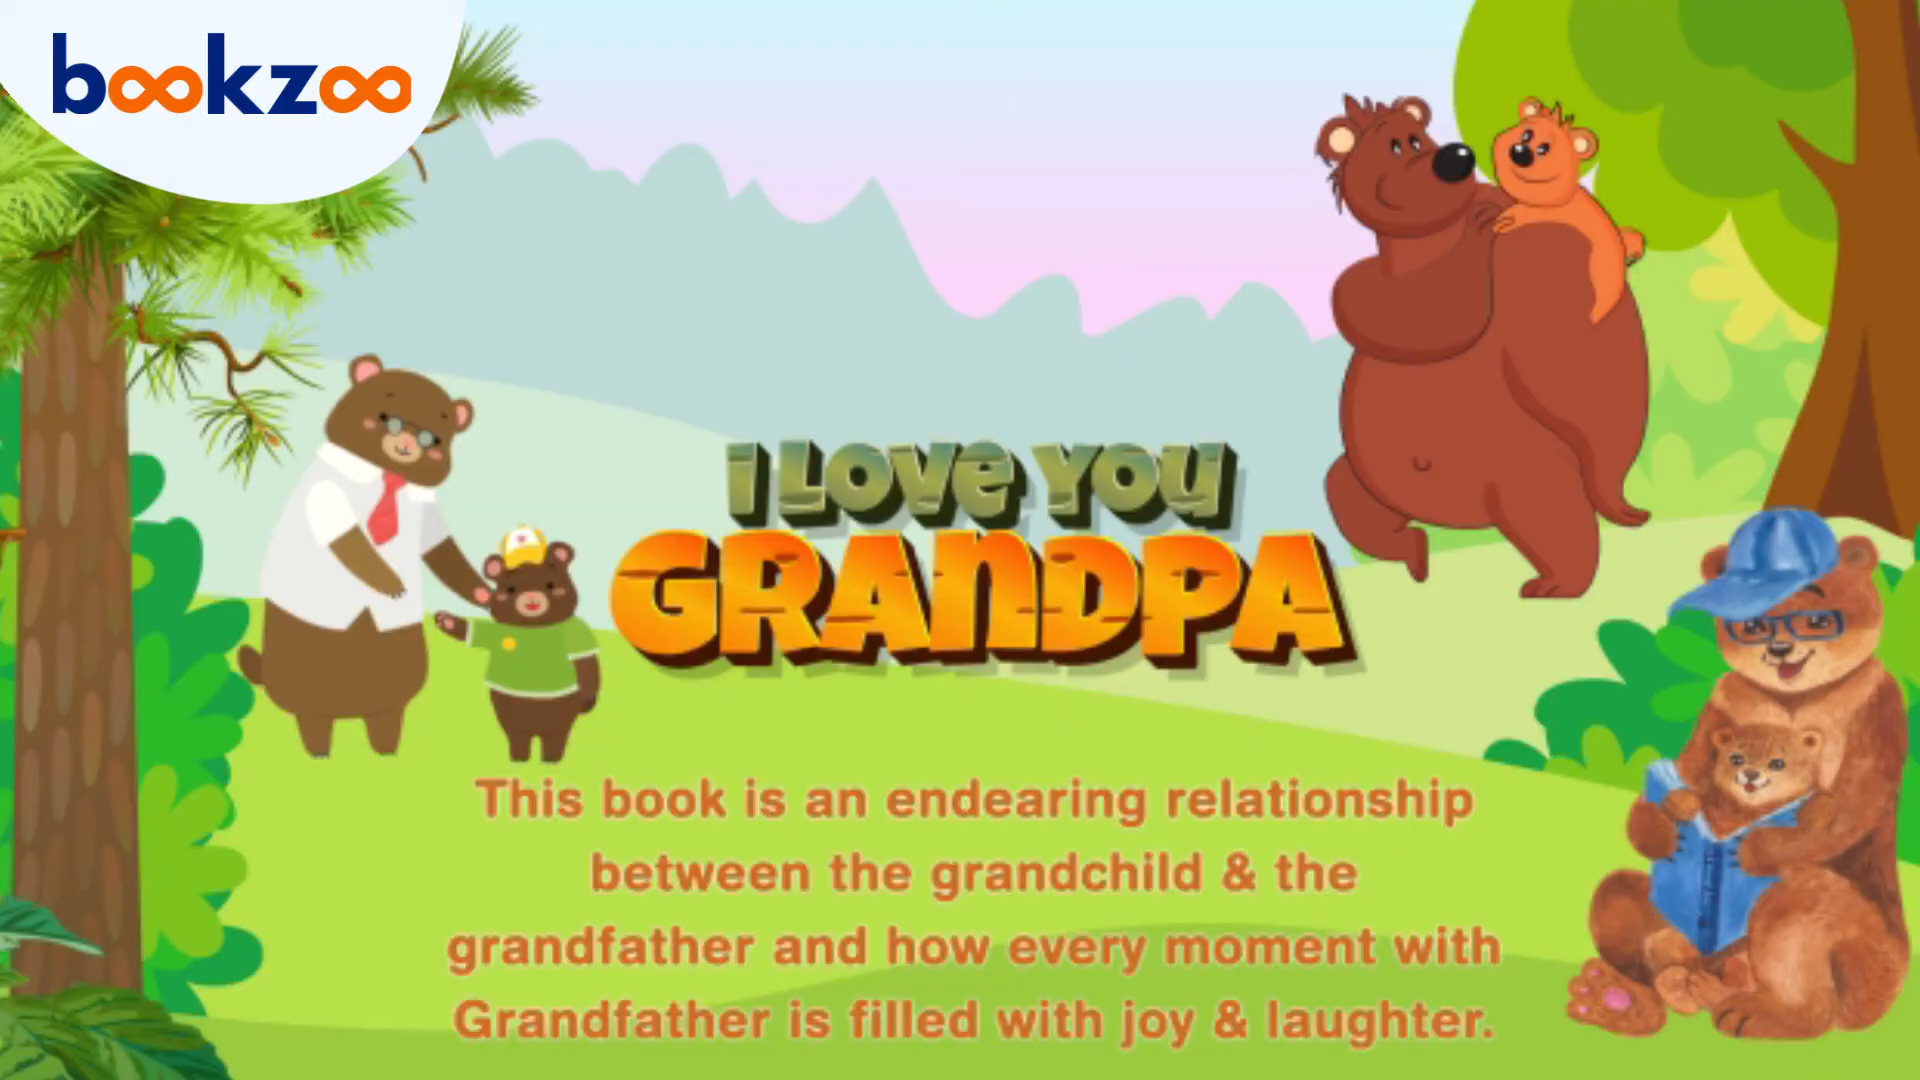 bookzoo
I LOVE YOU
GRANDPA
This book is an endearing relationship
between the grandchild & the
grandfather and how every moment with
Grandfather is filled with joy & laughter.